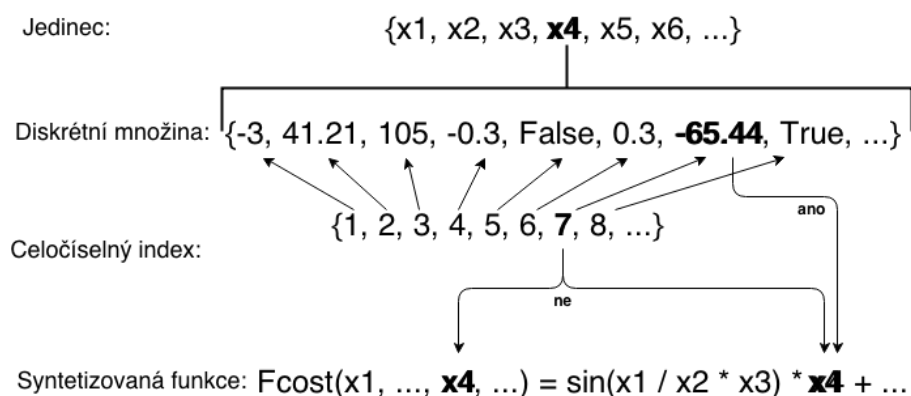 Jedinec: {x1, x2, x3, x4, x5, x6, ...}
Diskrétní množina: {-3, 41.21, 105, -0.3, False, 0.3, -65.44, True, ...}
ano
{1, 2, 3, 4, 5, 6, 7, 8, ...}
Celočíselný index:
ne
Syntetizovaná funkce: Fcost(x1, ..., x4, ...) = sin(x1 / x2 * x3) * x4 + ...